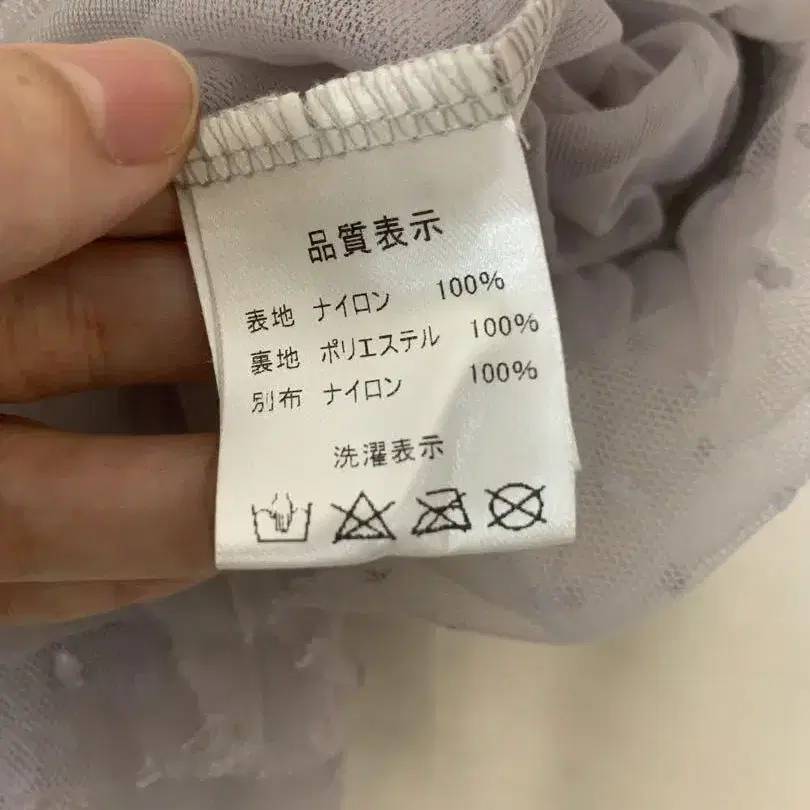 品質表示
表地 ナイロン 100%
裏地 ポリエステル 100%
別布 ナイロン 100%
洗濯表示